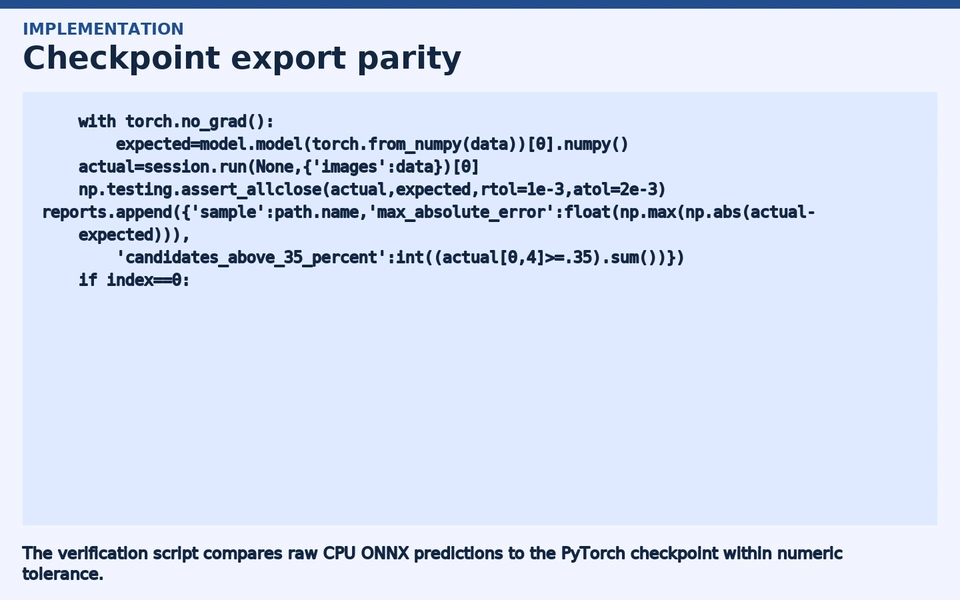 IMPLEMENTATION
Checkpoint export parity
with torch.no_grad():
expected=model.model(torch.from_numpy(data))[0].numpy()
actual=session.run(None,{'images':data})[0]
np.testing.assert_allclose(actual,expected,rtol=1e-3,atol=2e-3)
reports.append({'sample':path.name,'max_absolute_error':float(np.max(np.abs(actual-
expected))),
'candidates_above_35_percent':int((actual[0,4]>=.35).sum())})
if index==0:
The verification script compares raw CPU ONNX predictions to the PyTorch checkpoint within numeric
tolerance.